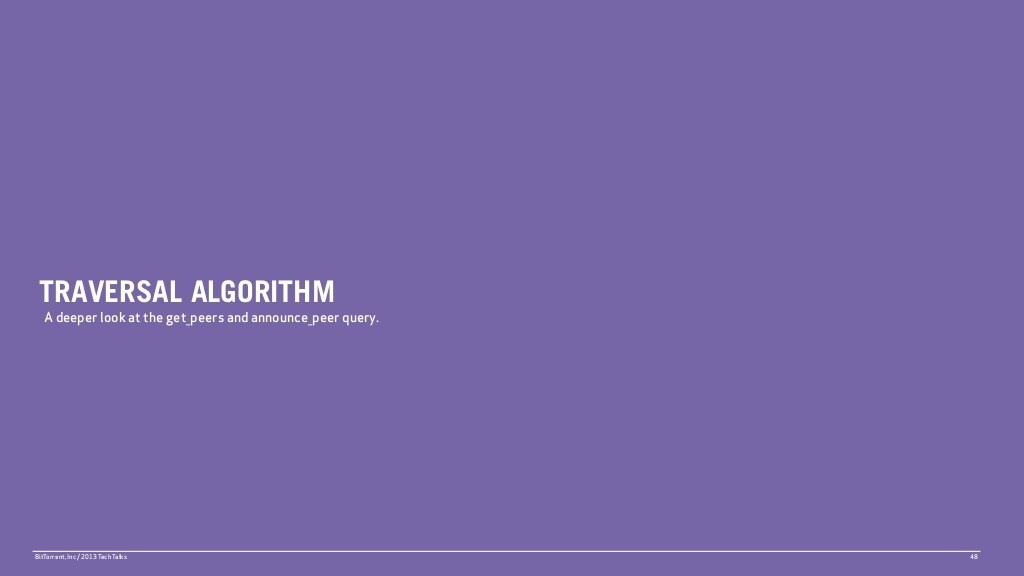 TRAVERSAL ALGORITHM
A deeper look at the get_peers and announce_peer query.
BitTorrent, Inc / 2013 Tech Talks
48